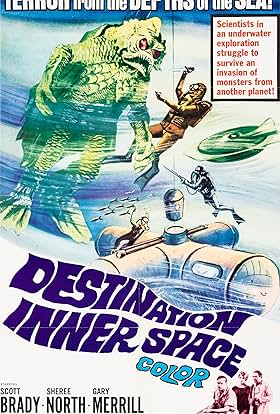 TERROR from the DEPTHS of the SEA!
Scientists in
an underwater
exploration
struggle to
survive an
invasion of
monsters from
another planet!
DESTINATION
INNER SPACE
COLOR
STARRING
SCOTT SHEREE GARY
BRADY·NORTH·MERRILL